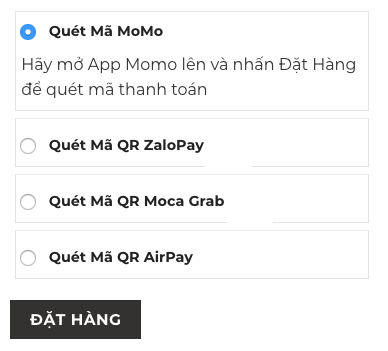 Quét Mã MoMo
Hãy mở App Momo lên và nhấn Đặt Hàng
để quét mã thanh toán
Quét Mã QR ZaloPay
Quét Mã QR Moca Grab
Quét Mã QR AirPay
ĐẶT HÀNG